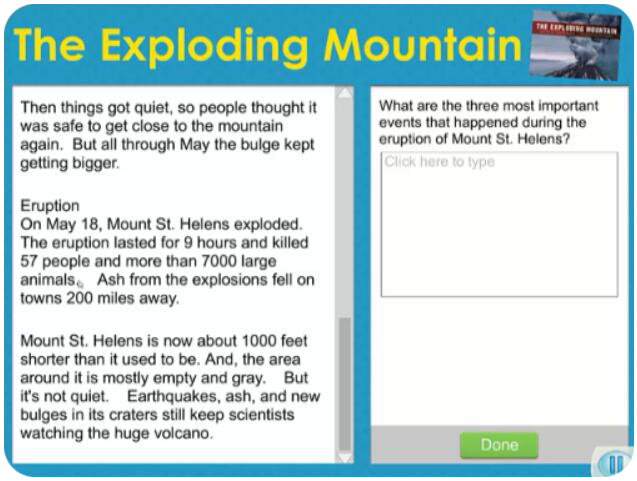 The Exploding Mountain
THE EXPLODING MOUNTAIN
Then things got quiet, so people thought it
was safe to get close to the mountain
again. But all through May the bulge kept
getting bigger.
Eruption
On May 18, Mount St. Helens exploded.
The eruption lasted for 9 hours and killed
57 people and more than 7000 large
animals. Ash from the explosions fell on
towns 200 miles away.
Mount St. Helens is now about 1000 feet
shorter than it used to be. And, the area
around it is mostly empty and gray. But
it's not quiet. Earthquakes, ash, and new
bulges in its craters still keep scientists
watching the huge volcano.
What are the three most important
events that happened during the
eruption of Mount St. Helens?
Click here to type
Done